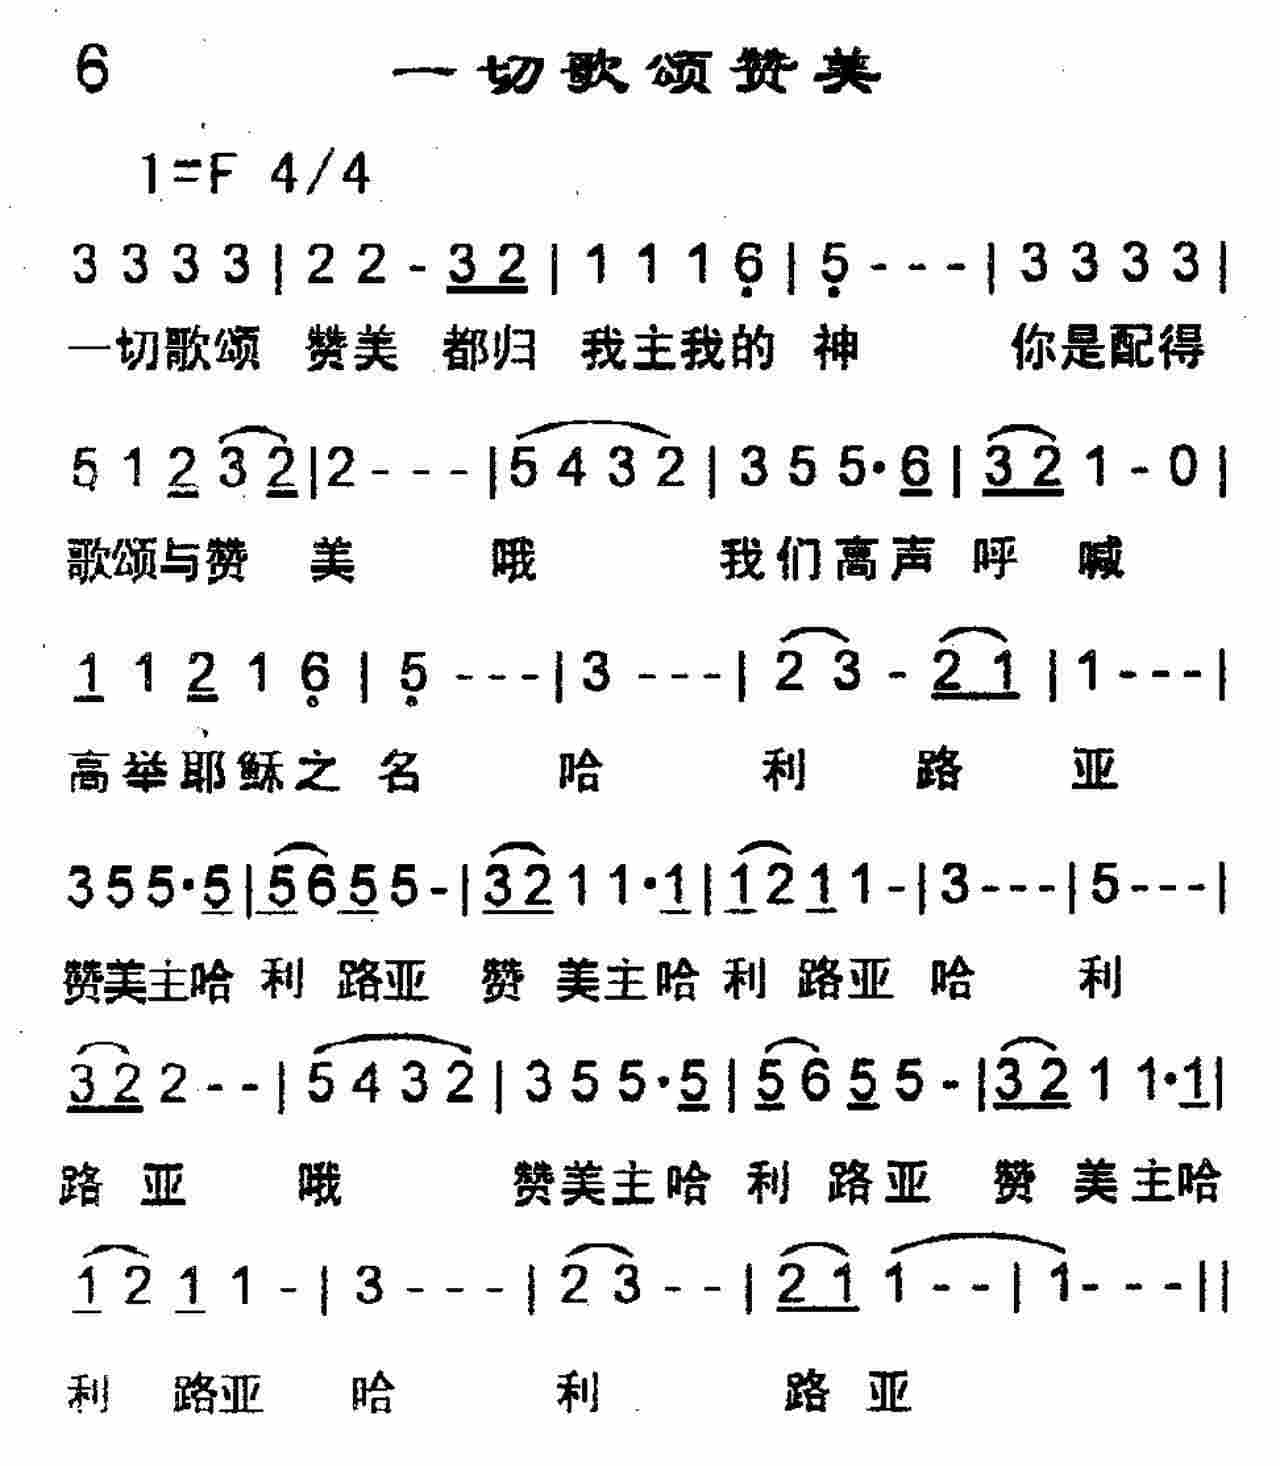 6 一切歌颂赞美
1=F 4/4
3 3 3 3 | 2 2 - 3 2 | 1 1 1 6 | 5 - - - | 3 3 3 3 |
一切歌颂 赞美 都归 我主我的 神 你是配得
5 1 2 3 2 | 2 - - - | 5 4 3 2 | 3 5 5· 6 | 3 2 1 - 0 |
歌颂与赞 美 哦 我们高声 呼 喊
1 1 2 1 6 | 5 - - - | 3 - - - | 2 3 - 2 1 | 1 - - - |
高举耶稣之 名 哈 利 路 亚
3 5 5· 5 | 5 6 5 5 - | 3 2 1 1· 1 | 1 2 1 1 - | 3 - - - | 5 - - - |
赞美主哈 利 路亚 赞 美主哈 利 路亚 哈 利
3 2 2 - - | 5 4 3 2 | 3 5 5· 5 | 5 6 5 5 - | 3 2 1 1· 1 |
路 亚 哦 赞美主哈 利 路亚 赞 美主哈
1 2 1 1 - | 3 - - - | 2 3 - - | 2 1 1 - - | 1 - - - ||
利 路亚 哈 利 路 亚